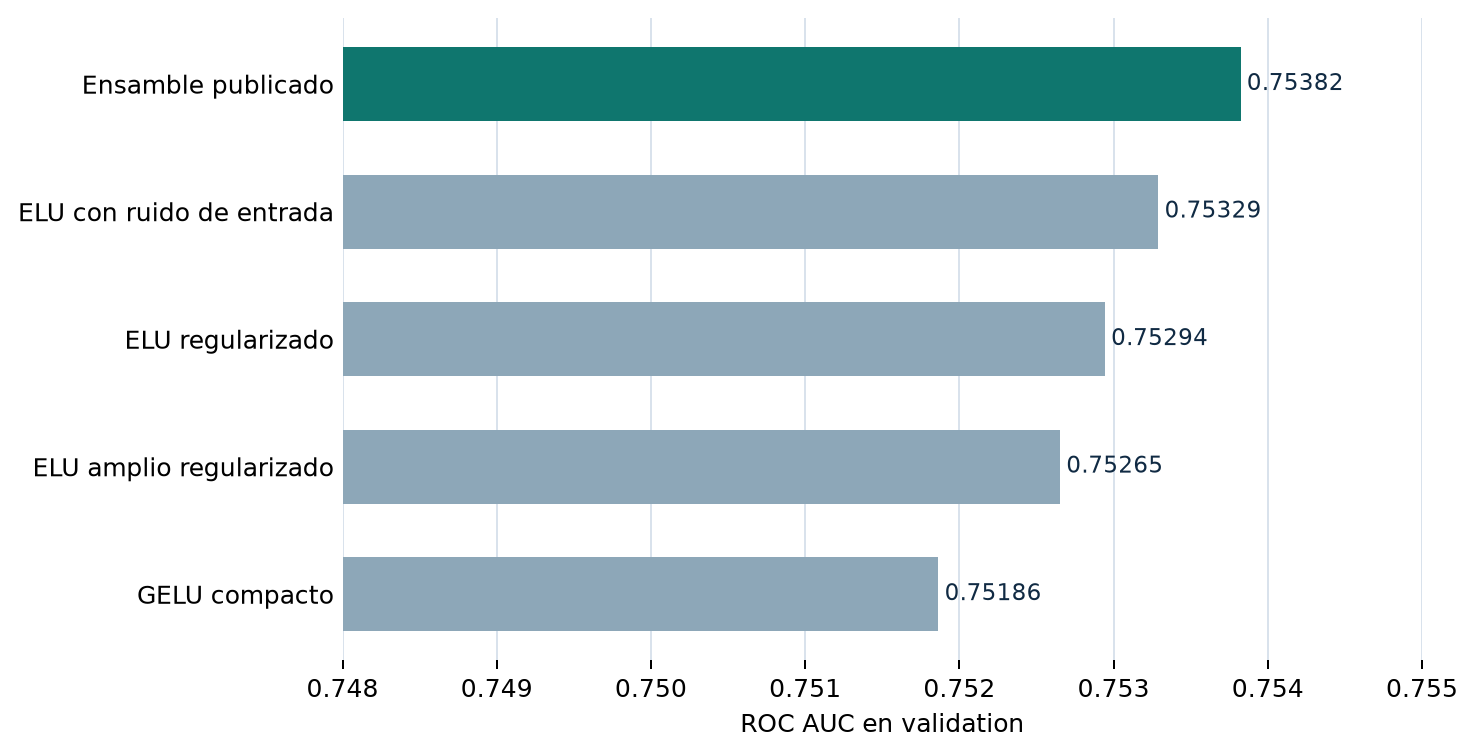 Ensamble publicado 0.75382
ELU con ruido de entrada 0.75329
ELU regularizado 0.75294
ELU amplio regularizado 0.75265
GELU compacto 0.75186
0.748 0.749 0.750 0.751 0.752 0.753 0.754 0.755
ROC AUC en validation